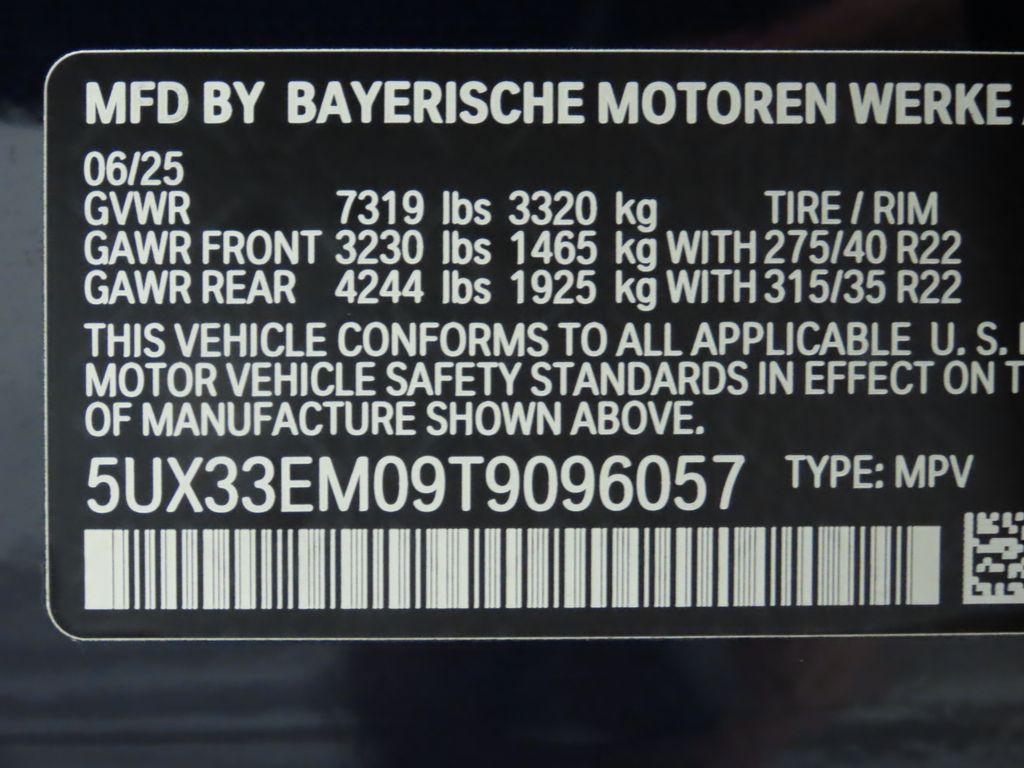 MFD BY BAYERISCHE MOTOREN WERKE
06/25
GVWR 7319 lbs 3320 kg TIRE / RIM
GAWR FRONT 3230 lbs 1465 kg WITH 275/40 R22
GAWR REAR 4244 lbs 1925 kg WITH 315/35 R22
THIS VEHICLE CONFORMS TO ALL APPLICABLE U. S.
MOTOR VEHICLE SAFETY STANDARDS IN EFFECT ON
OF MANUFACTURE SHOWN ABOVE.
5UX33EM09T9096057 TYPE: MPV